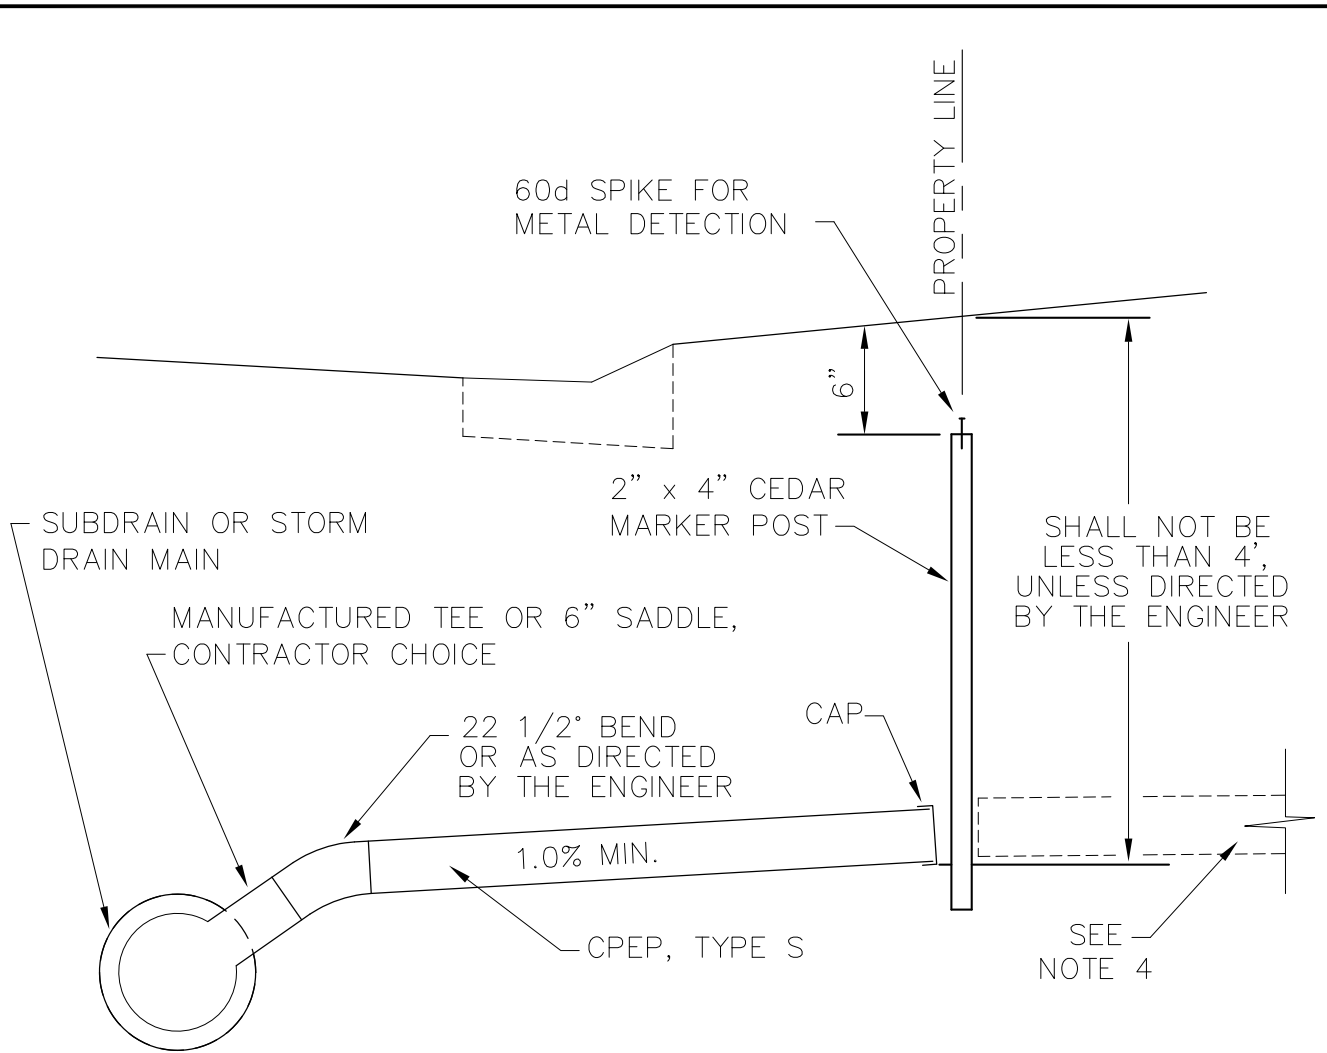 PROPERTY LINE
60d SPIKE FOR
METAL DETECTION
6"
2" x 4" CEDAR
MARKER POST
SHALL NOT BE
LESS THAN 4',
UNLESS DIRECTED
BY THE ENGINEER
SUBDRAIN OR STORM
DRAIN MAIN
MANUFACTURED TEE OR 6" SADDLE,
CONTRACTOR CHOICE
22 1/2° BEND
OR AS DIRECTED
BY THE ENGINEER
CAP
1.0% MIN.
CPEP, TYPE S
SEE
NOTE 4